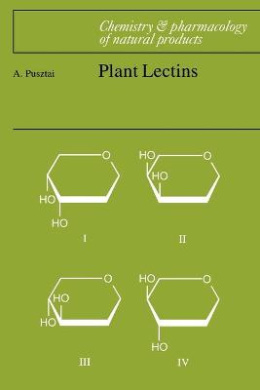 Chemistry & pharmacology
of natural products
A. Pusztai Plant Lectins
O HO O
HO HO
HO
I II
O HO O
HO
HO
HO
III IV